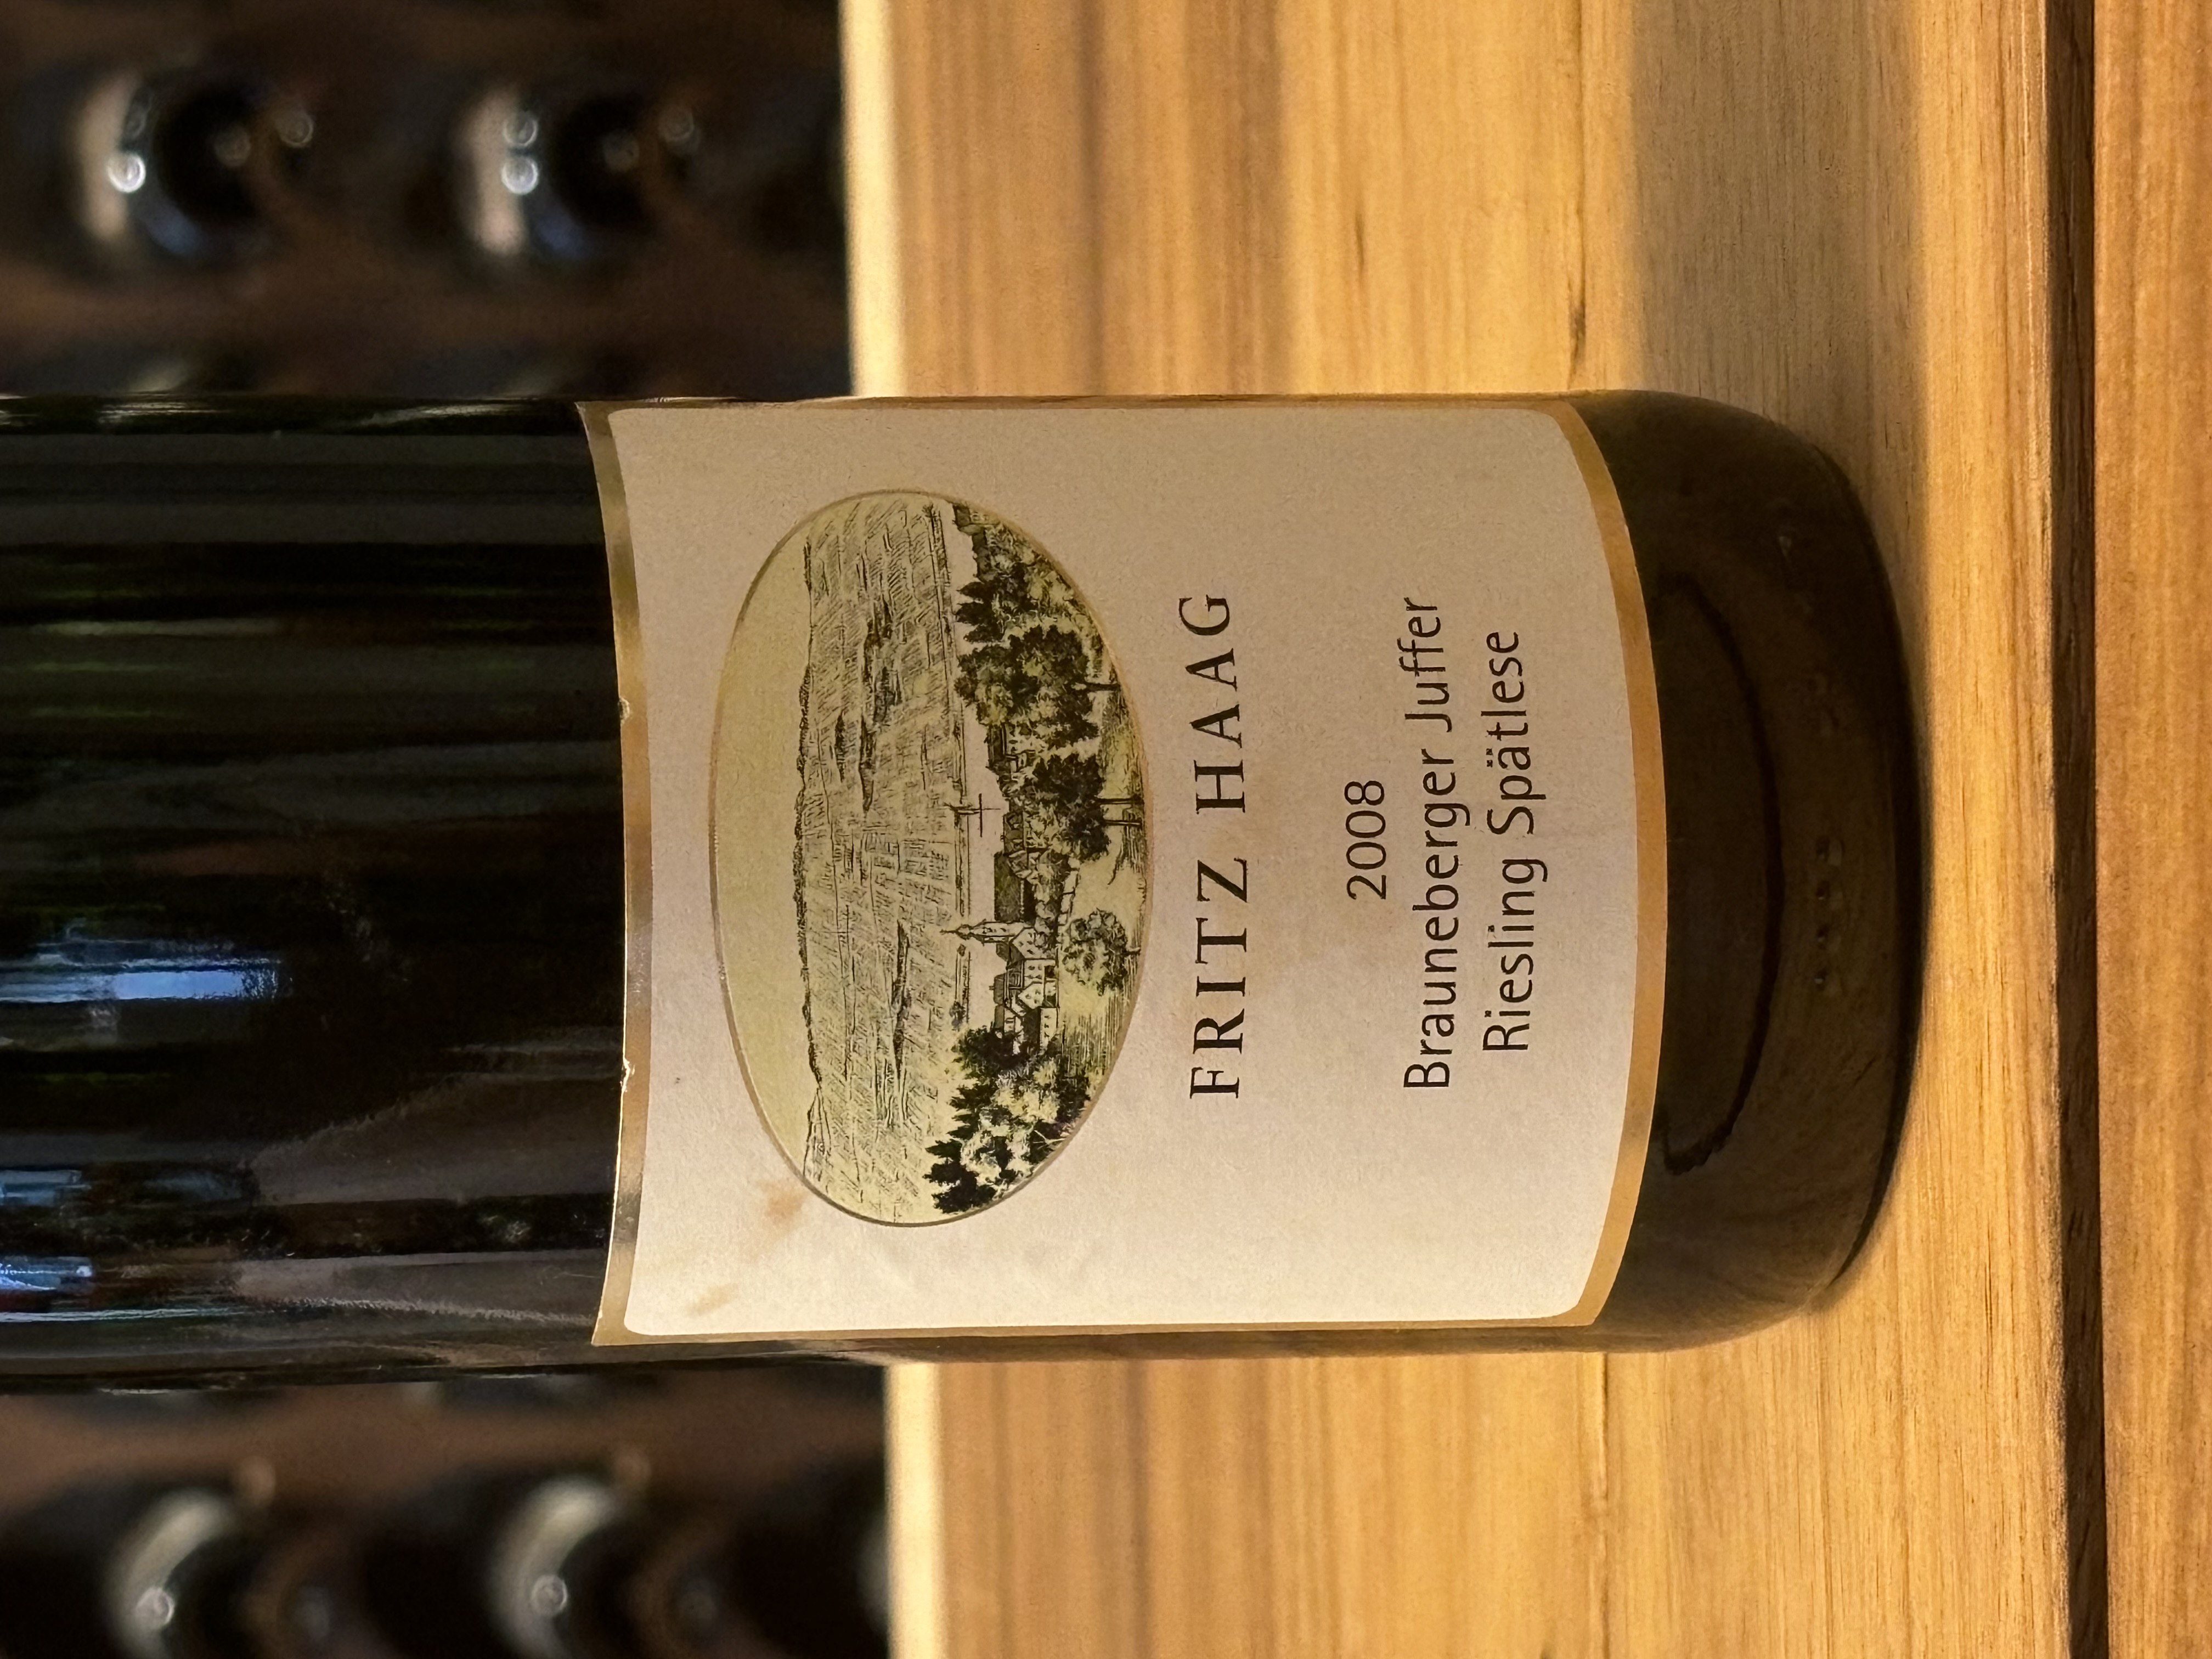 FRITZ HAAG
2008
Brauneberger Juffer
Riesling Spätlese